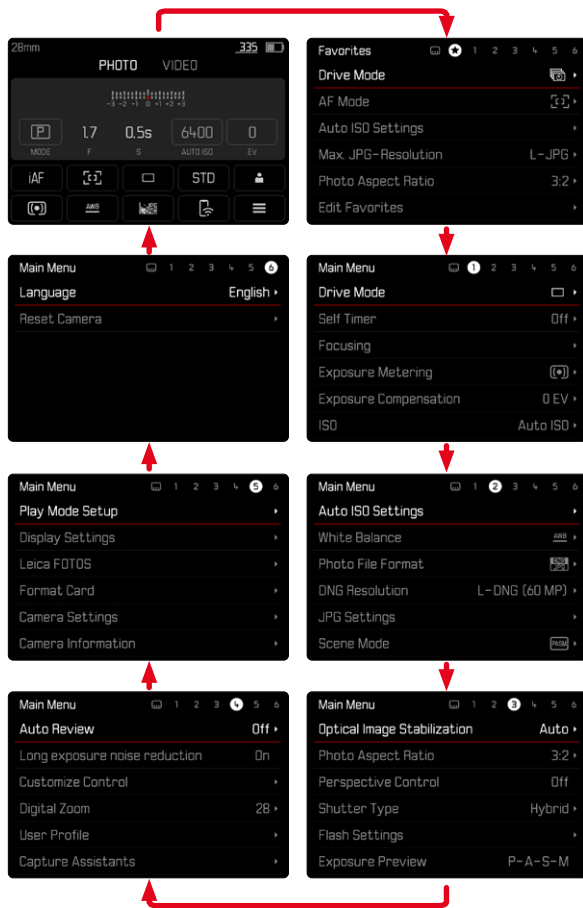 28mm 335
PHOTO VIDEO
-3 -2 -1 0 +1 +2 +3
P 1.7 0.5s 6400 0
MODE F S AUTO ISO EV
iAF STD
AWB L-JPG
Favorites 1 2 3 4 5 6
Drive Mode
AF Mode
Auto ISO Settings
Max. JPG-Resolution L-JPG
Photo Aspect Ratio 3:2
Edit Favorites
Main Menu 1 2 3 4 5 6
Language English
Reset Camera
Main Menu 1 2 3 4 5 6
Drive Mode
Self Timer Off
Focusing
Exposure Metering
Exposure Compensation 0 EV
ISO Auto ISO
Main Menu 1 2 3 4 5 6
Play Mode Setup
Display Settings
Leica FOTOS
Format Card
Camera Settings
Camera Information
Main Menu 1 2 3 4 5 6
Auto ISO Settings
White Balance AWB
Photo File Format DNG JPG
DNG Resolution L-DNG (60 MP)
JPG Settings
Scene Mode PASM
Main Menu 1 2 3 4 5 6
Auto Review Off
Long exposure noise reduction On
Customize Control
Digital Zoom 28
User Profile
Capture Assistants
Main Menu 1 2 3 4 5 6
Optical Image Stabilization Auto
Photo Aspect Ratio 3:2
Perspective Control Off
Shutter Type Hybrid
Flash Settings
Exposure Preview P-A-S-M